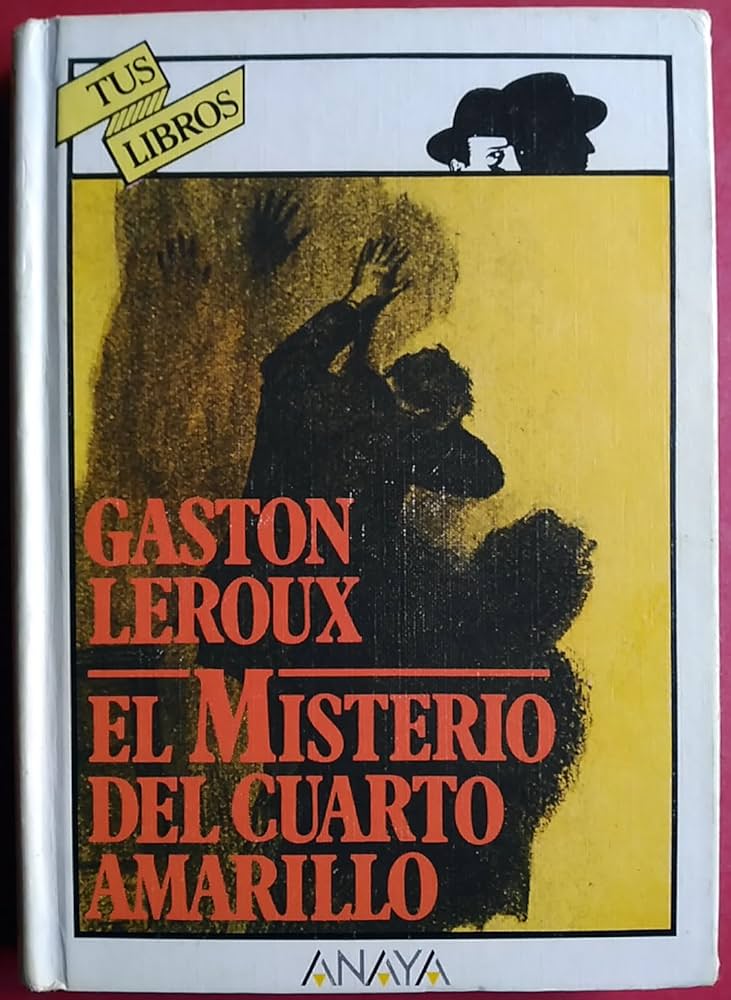 TUS
LIBROS
GASTON
LEROUX
EL MISTERIO
DEL CUARTO
AMARILLO
ANAYA